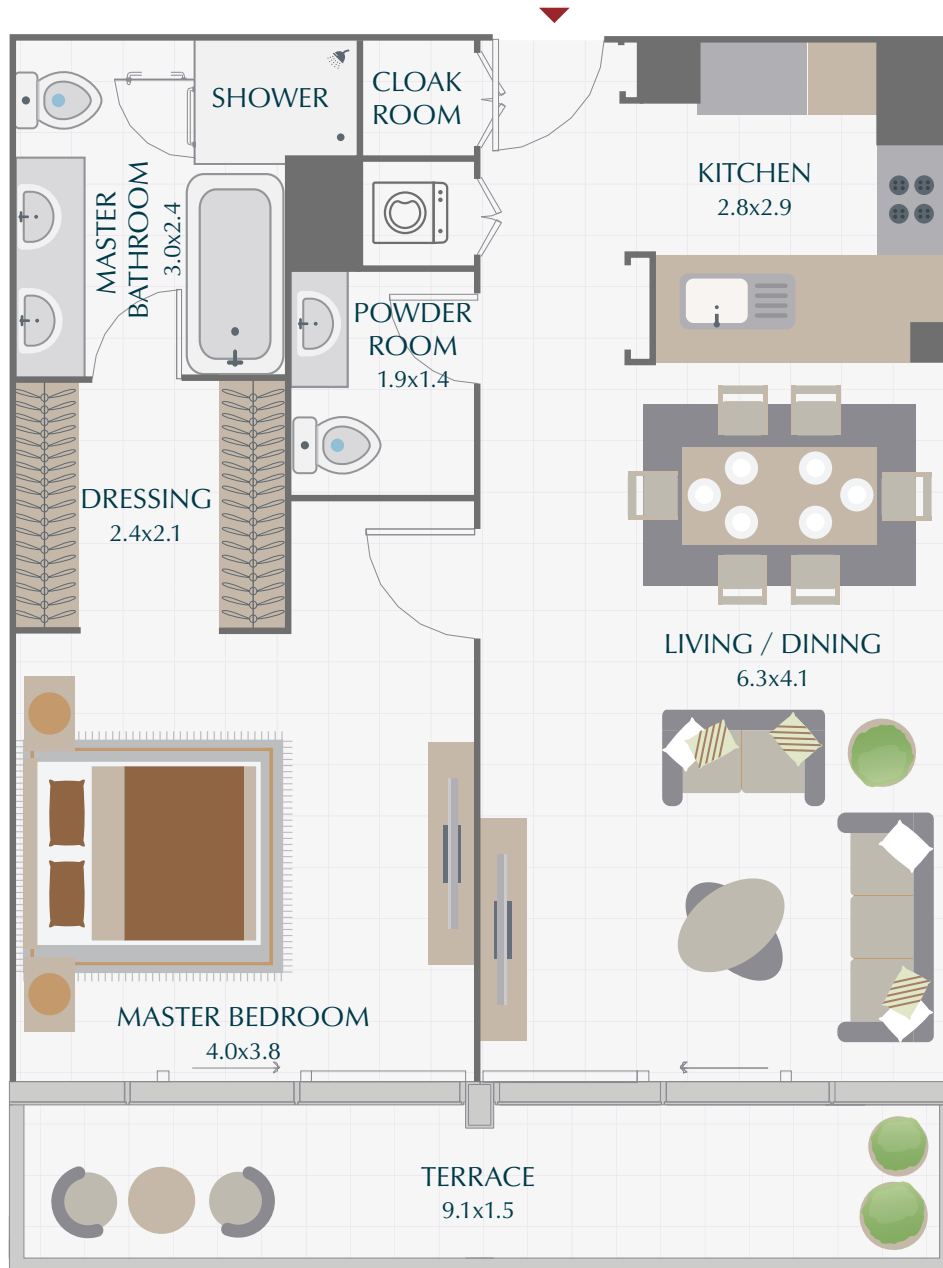 SHOWER
CLOAK
ROOM
KITCHEN
2.8x2.9
MASTER
BATHROOM
3.0x2.4
POWDER
ROOM
1.9x1.4
DRESSING
2.4x2.1
LIVING / DINING
6.3x4.1
MASTER BEDROOM
4.0x3.8
TERRACE
9.1x1.5